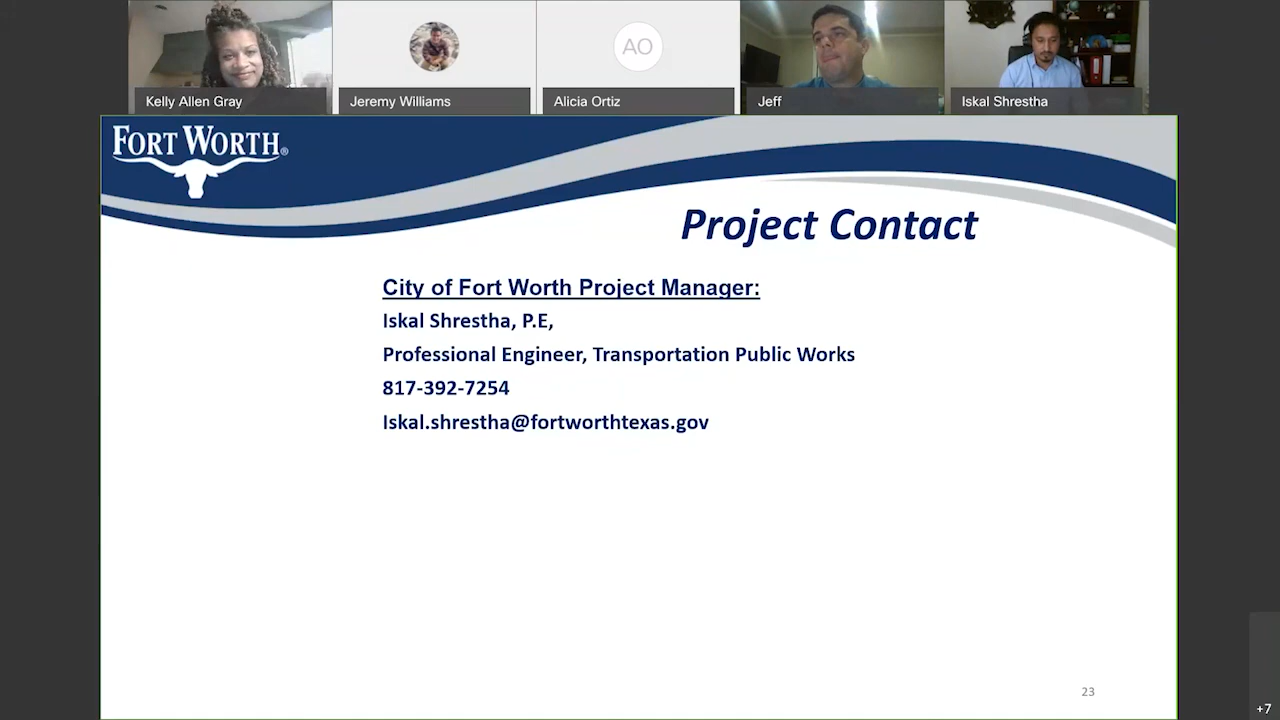 Kelly Allen Gray
Jeremy Williams
AO
Alicia Ortiz
Jeff
Iskal Shrestha
FORT WORTH®
Project Contact
City of Fort Worth Project Manager:
Iskal Shrestha, P.E,
Professional Engineer, Transportation Public Works
817-392-7254
Iskal.shrestha@fortworthtexas.gov
23
+7